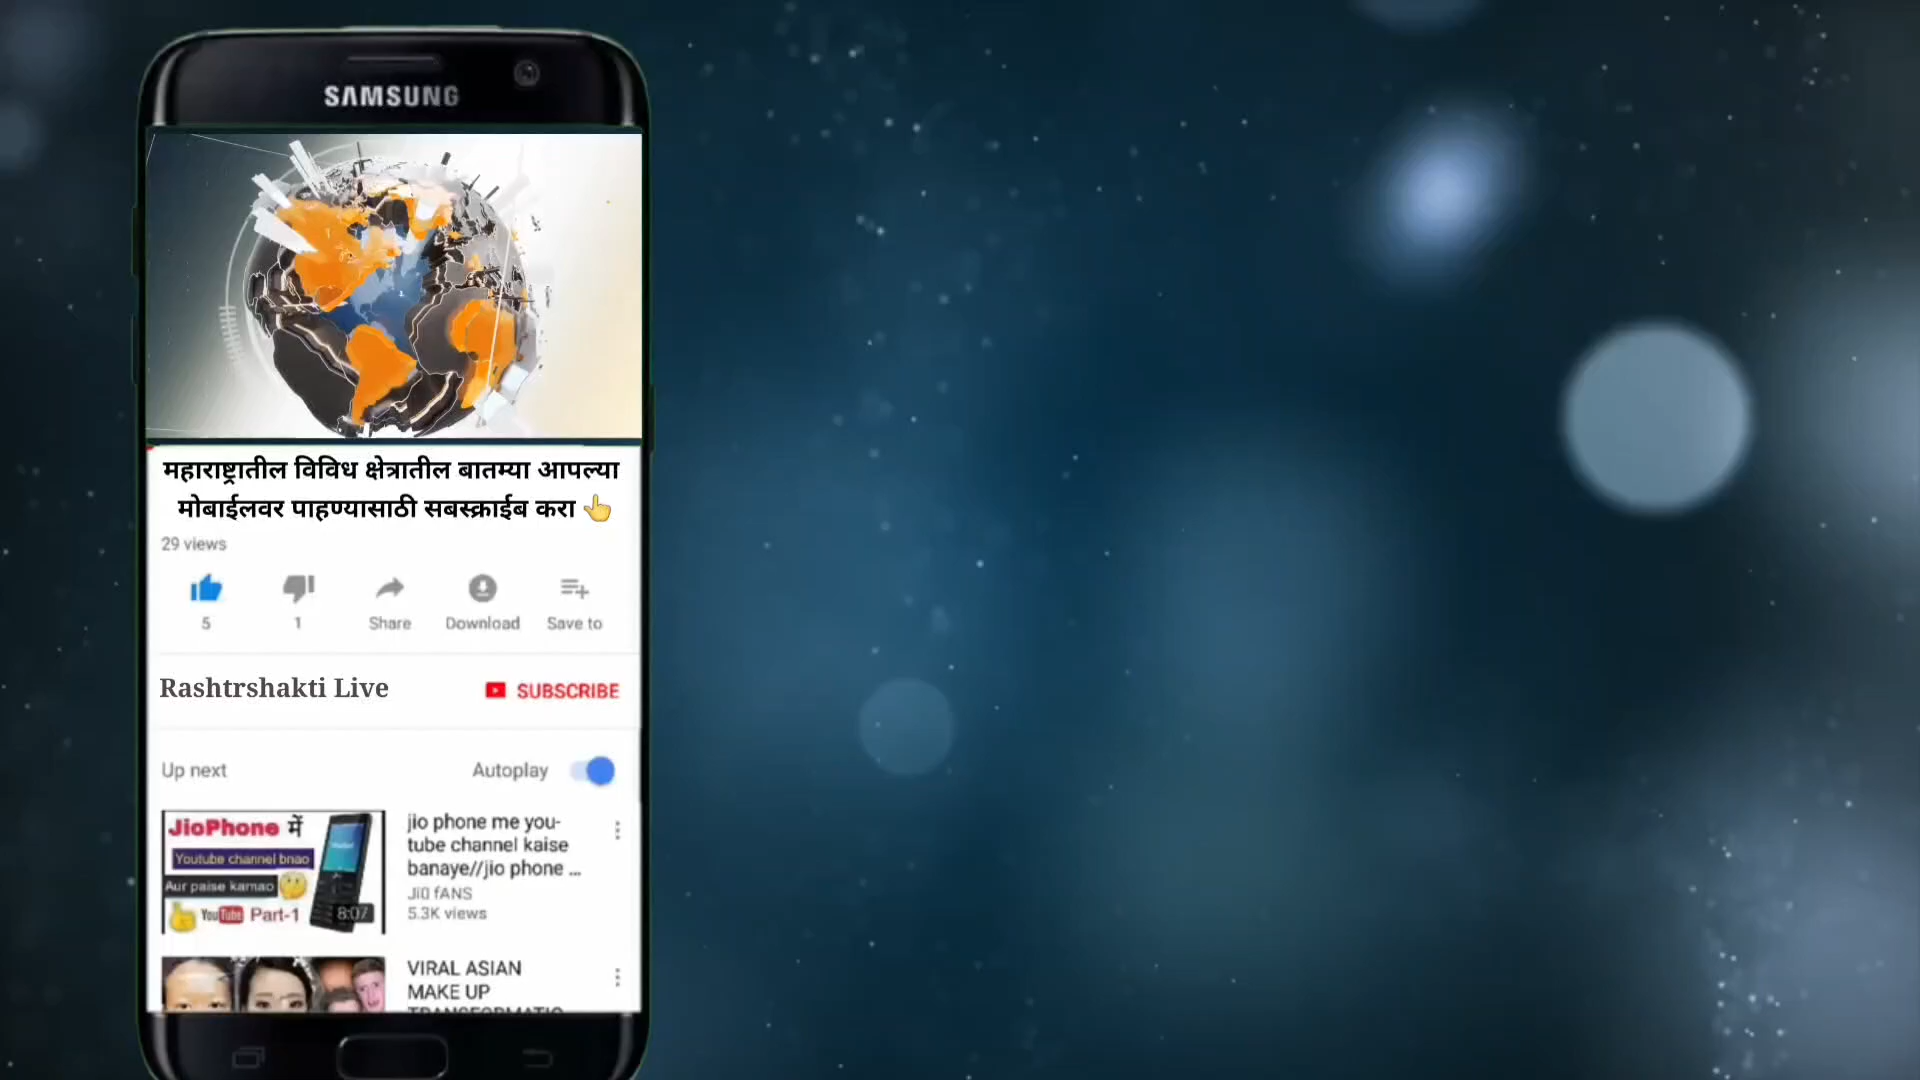 SAMSUNG
महाराष्ट्रातील विविध क्षेत्रातील बातम्या आपल्या
मोबाईलवर पाहण्यासाठी सबस्क्राईब करा 👆
29 views
5
1
Share
Download
Save to
Rashtrshakti Live
SUBSCRIBE
Up next
Autoplay
JioPhone में
Youtube channel bnao
Aur paise kamao
YouTube Part-1
8:07
jio phone me you-
tube channel kaise
banaye//jio phone ...
JiO fANS
5.3K views
VIRAL ASIAN
MAKE UP